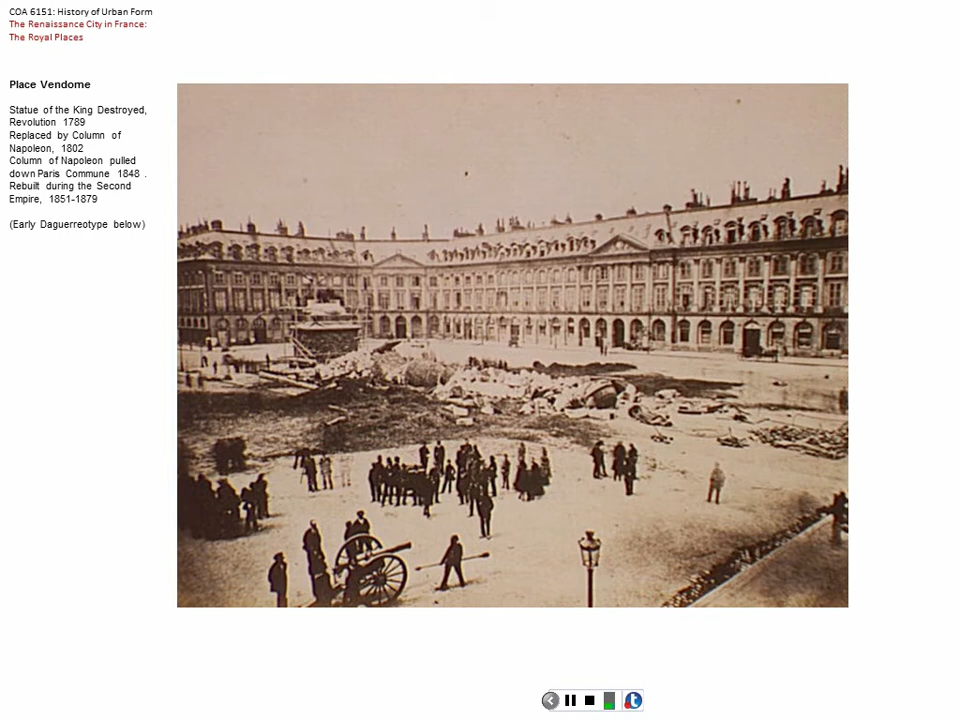 COA 6151: History of Urban Form
The Renaissance City in France:
The Royal Places
Place Vendome
Statue of the King Destroyed,
Revolution 1789
Replaced by Column of
Napoleon, 1802
Column of Napoleon pulled
down Paris Commune 1848 .
Rebuilt during the Second
Empire, 1851-1879
(Early Daguerreotype below)